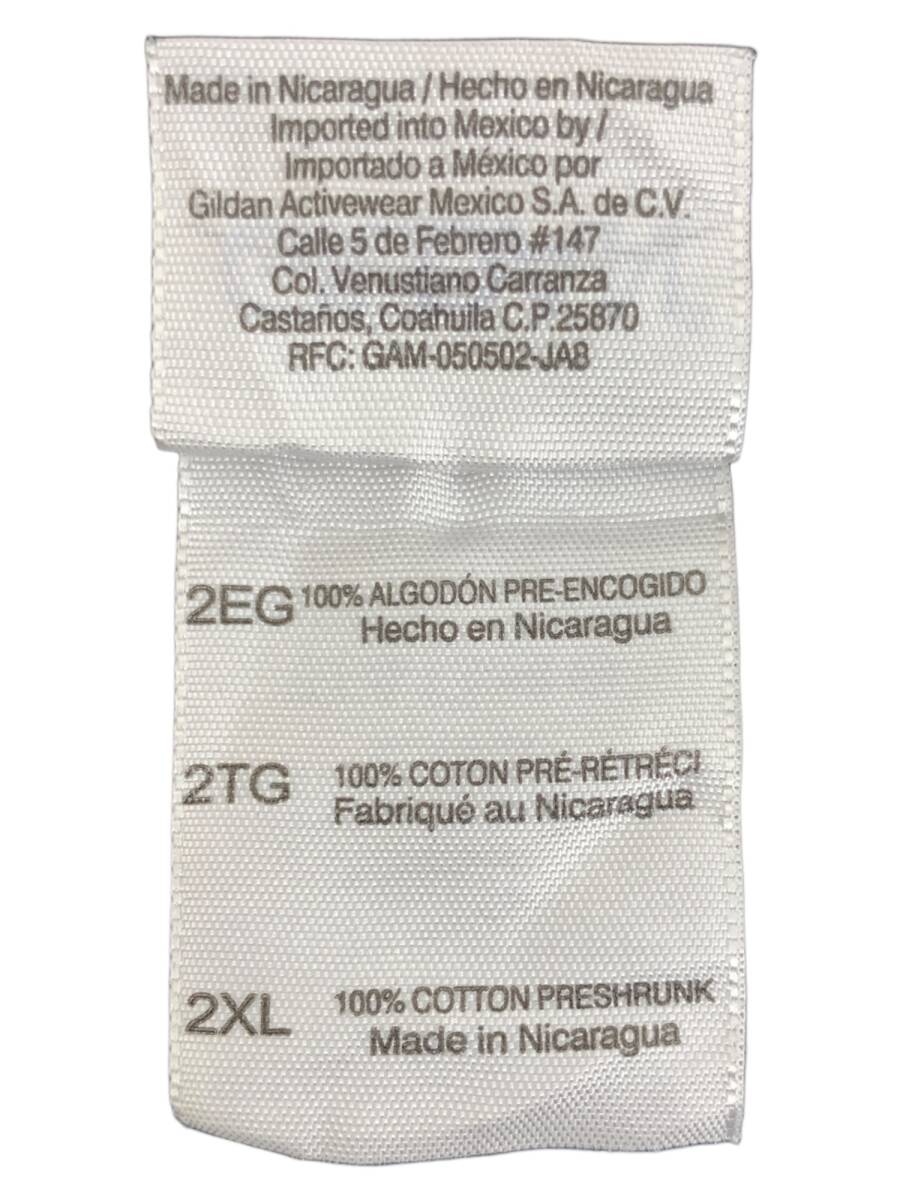 Made in Nicaragua / Hecho en Nicaragua
Imported into Mexico by /
Importado a México por
Gildan Activewear Mexico S.A. de C.V.
Calle 5 de Febrero #147
Col. Venustiano Carranza
Castaños, Coahuila C.P.25870
RFC: GAM-050502-JA8
2EG 100% ALGODÓN PRE-ENCOGIDO
Hecho en Nicaragua
2TG 100% COTON PRÉ-RÉTRÉCI
Fabriqué au Nicaragua
2XL 100% COTTON PRESHRUNK
Made in Nicaragua